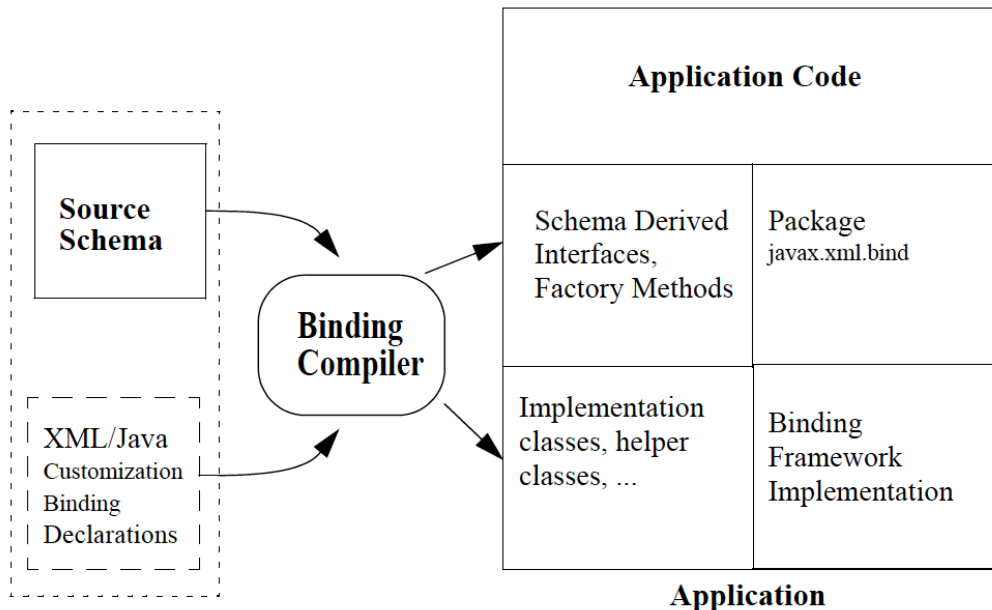 Source
Schema
XML/Java
Customization
Binding
Declarations
Binding
Compiler
Application Code
Schema Derived
Interfaces,
Factory Methods
Package
javax.xml.bind
Implementation
classes, helper
classes, ...
Binding
Framework
Implementation
Application